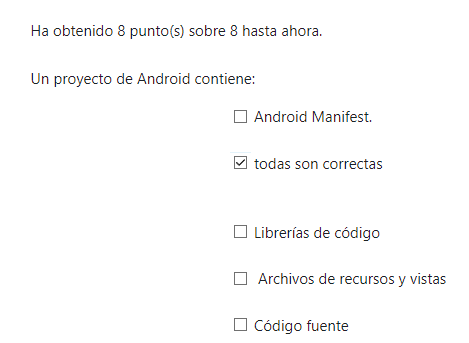 Ha obtenido 8 punto(s) sobre 8 hasta ahora.
Un proyecto de Android contiene:
Android Manifest.
todas son correctas
Librerías de código
Archivos de recursos y vistas
Código fuente